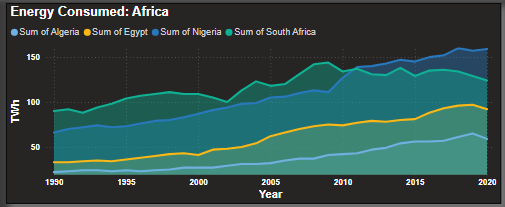 Energy Consumed: Africa
Sum of Algeria Sum of Egypt Sum of Nigeria Sum of South Africa
150
100
50
TWh
1990 1995 2000 2005 2010 2015 2020
Year